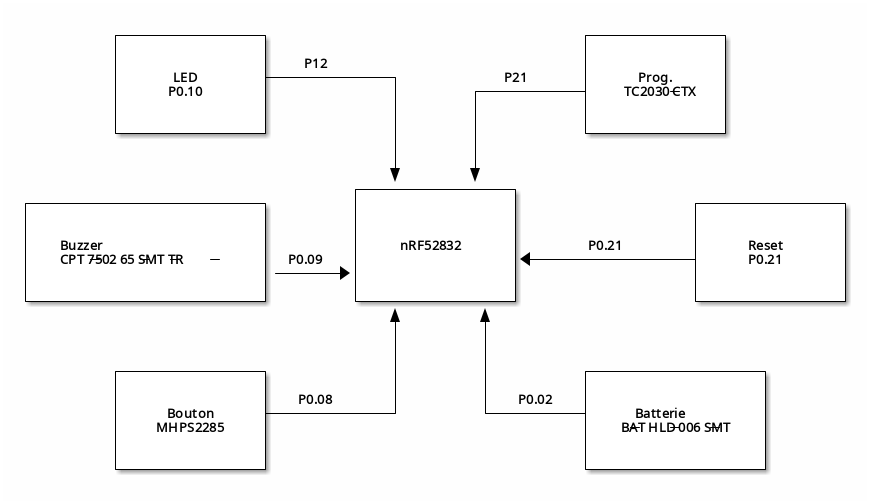 P12
LED
P0.10
P21
Prog.
TC2030-CTX
Buzzer
CPT 7502 65 SMT TR
P0.09
nRF52832
P0.21
Reset
P0.21
Bouton
MHPS2285
P0.08
P0.02
Batterie
BAT HLD 006 SMT